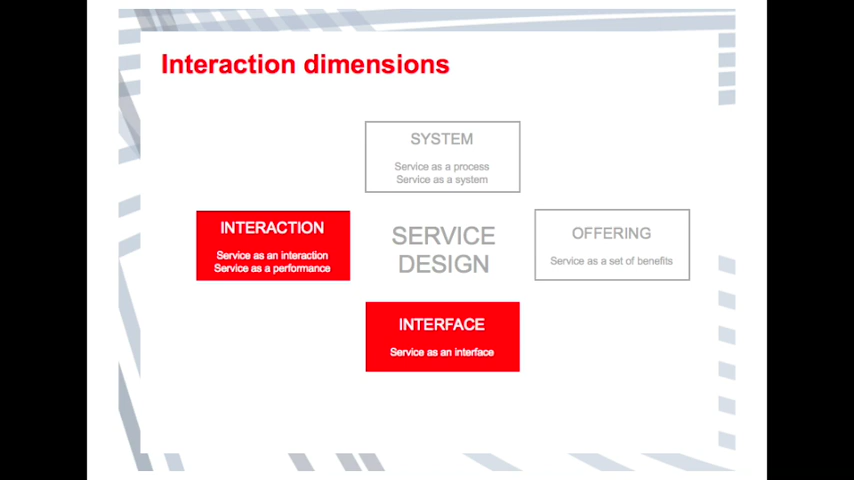 Interaction dimensions
SYSTEM
Service as a process
Service as a system
INTERACTION
Service as an interaction
Service as a performance
SERVICE
DESIGN
OFFERING
Service as a set of benefits
INTERFACE
Service as an interface